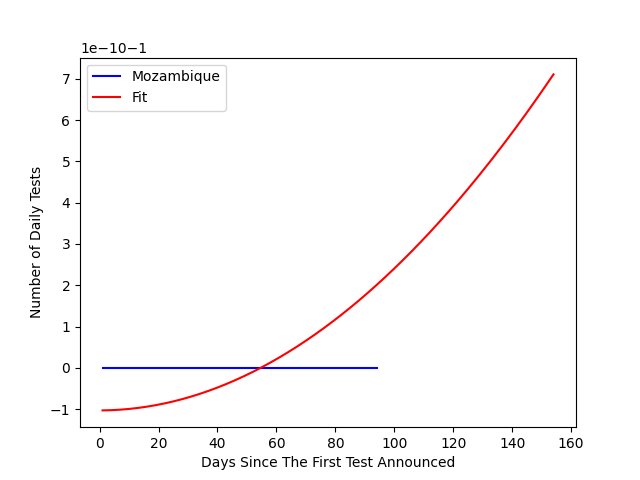 1e−10−1
Mozambique
Fit
Number of Daily Tests
7
6
5
4
3
2
1
0
−1
0 20 40 60 80 100 120 140 160
Days Since The First Test Announced